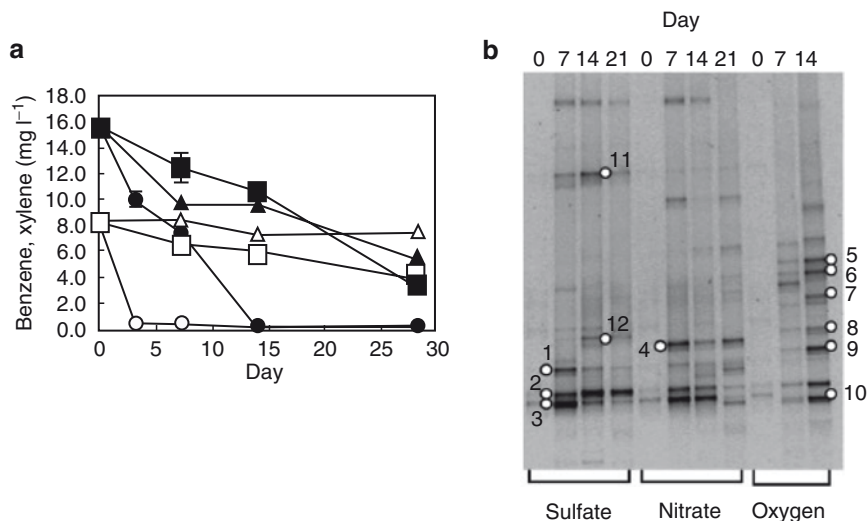 a
Benzene, xylene (mg l⁻¹)
18.0
16.0
14.0
12.0
10.0
8.0
6.0
4.0
2.0
0.0
0 5 10 15 20 25 30
Day
b
Day
0 7 14 21 0 7 14 21 0 7 14
11
12
1
2
3
4
5
6
7
8
9
10
Sulfate Nitrate Oxygen